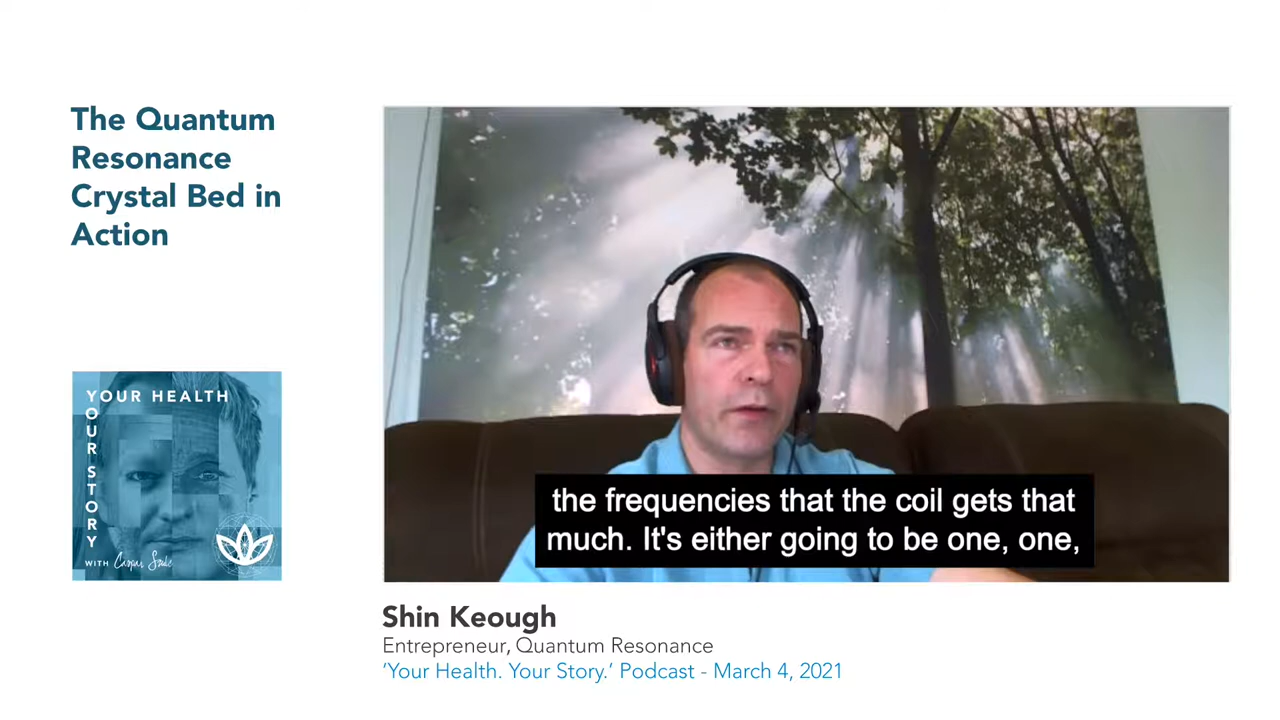 The Quantum
Resonance
Crystal Bed in
Action
YOUR HEALTH
YOUR STORY
WITH
the frequencies that the coil gets that
much. It's either going to be one, one,
Shin Keough
Entrepreneur, Quantum Resonance
‘Your Health. Your Story.’ Podcast - March 4, 2021